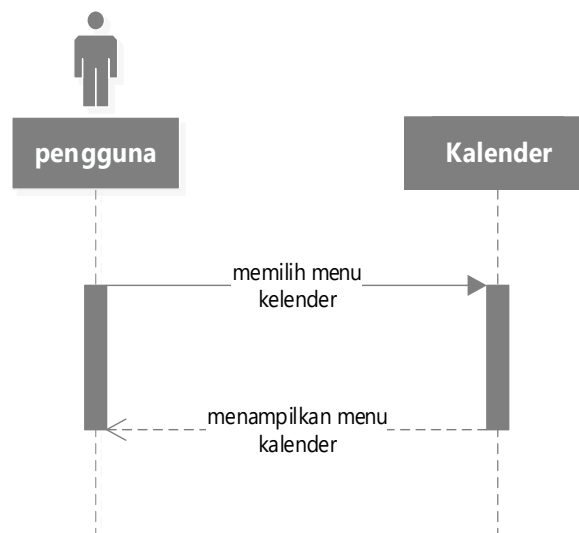 pengguna
Kalender
memilih menu
kelender
menampilkan menu
kalender